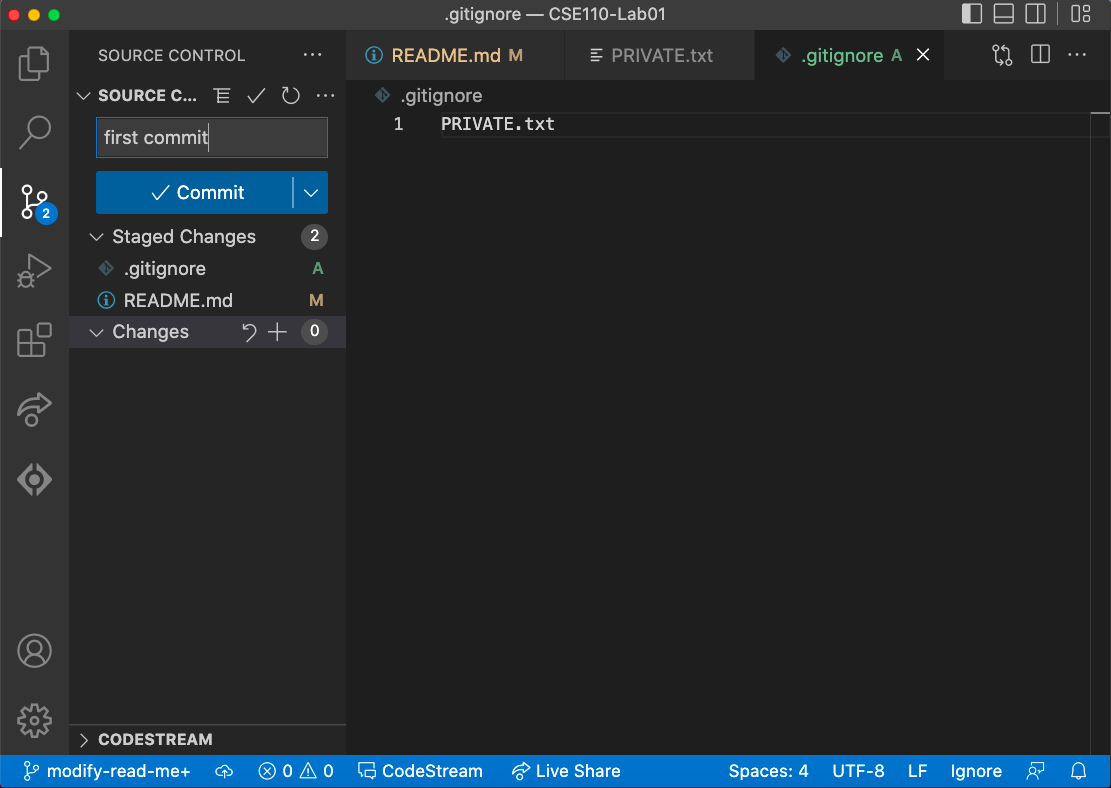 .gitignore — CSE110-Lab01
SOURCE CONTROL
README.md M
PRIVATE.txt
.gitignore A
SOURCE C...
.gitignore
first commit
1 PRIVATE.txt
Commit
2
Staged Changes 2
.gitignore A
README.md M
Changes 0
CODESTREAM
modify-read-me+ 0 0 CodeStream Live Share Spaces: 4 UTF-8 LF Ignore